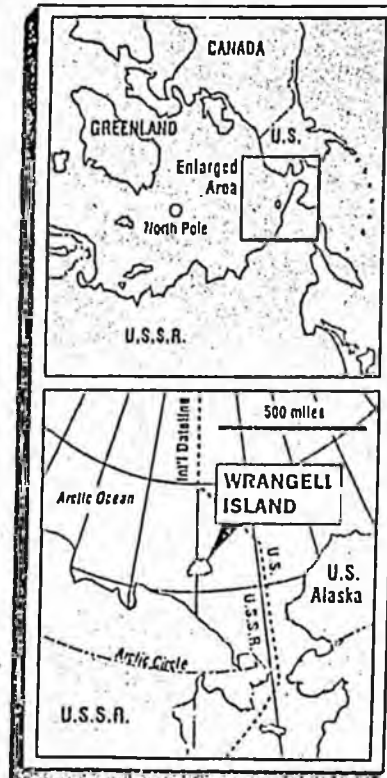 CANADA
GREENLAND
U.S.
Enlarged
Area
North Pole
U.S.S.R.
Int'l Dateline
500 miles
WRANGELL
ISLAND
Arctic Ocean
U.S.
U.S.S.R.
U.S.
Alaska
Arctic Circle
U.S.S.R.